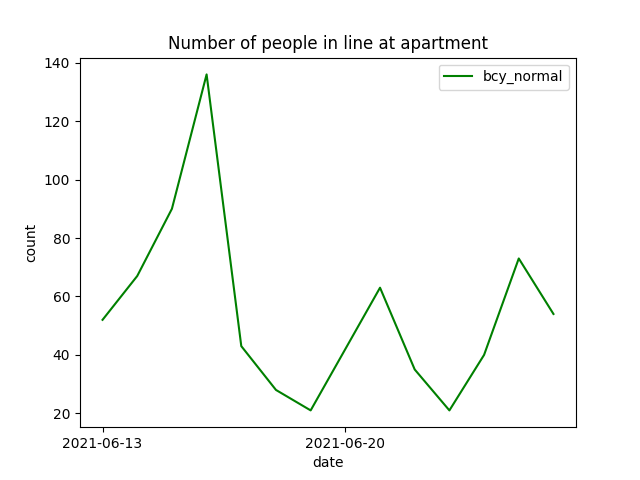 Number of people in line at apartment
bcy_normal
140
120
100
80
60
40
20
count
2021-06-13
2021-06-20
date